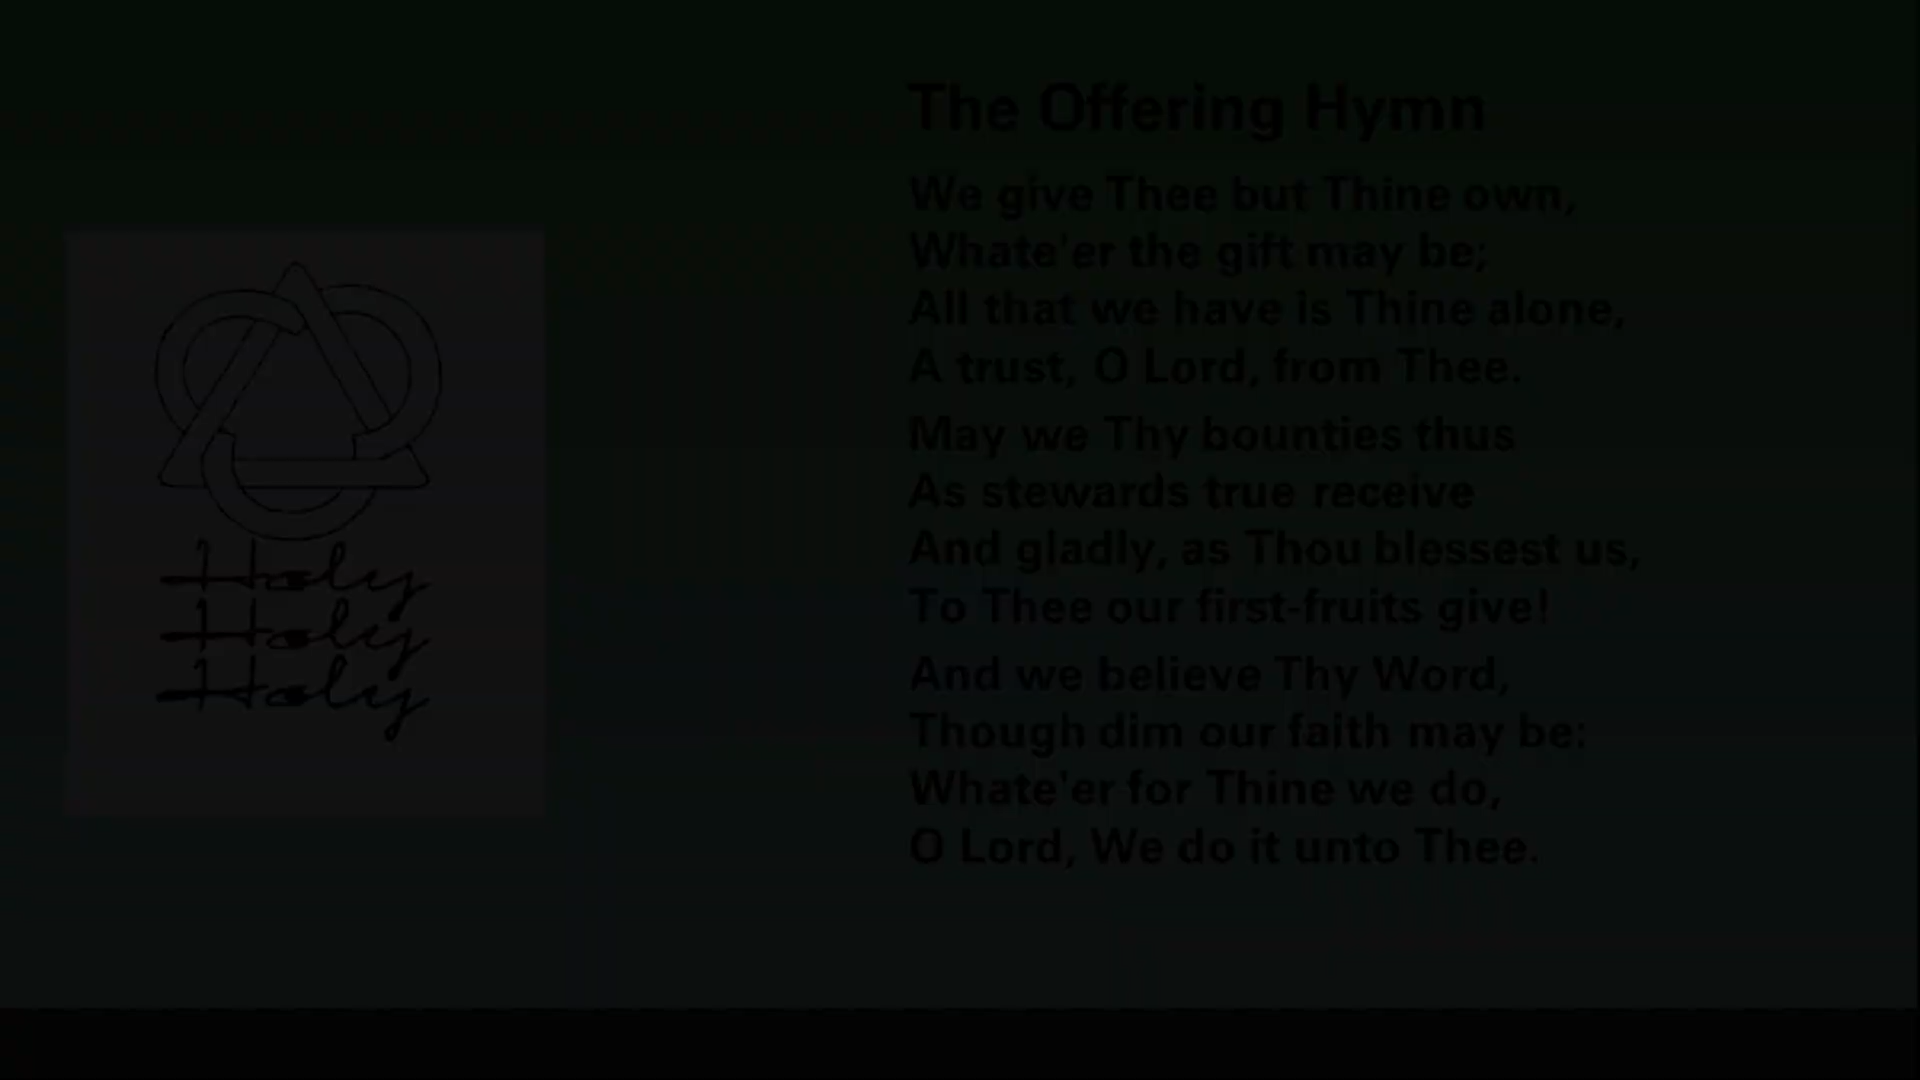 Holy
Holy
Holy
The Offering Hymn
We give Thee but Thine own,
Whate'er the gift may be;
All that we have is Thine alone,
A trust, O Lord, from Thee.
May we Thy bounties thus
As stewards true receive
And gladly, as Thou blessest us,
To Thee our first-fruits give!
And we believe Thy Word,
Though dim our faith may be:
Whate'er for Thine we do,
O Lord, We do it unto Thee.